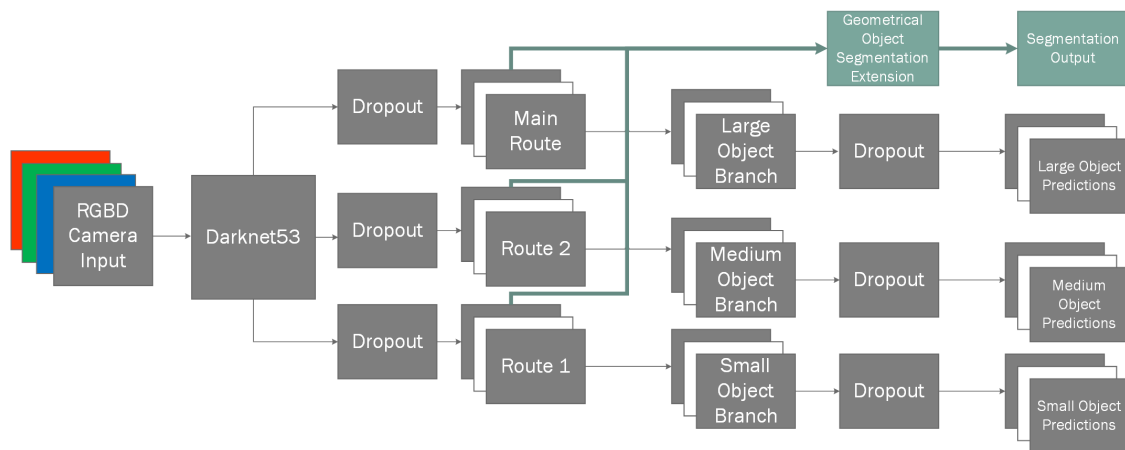 Geometrical
Object
Segmentation
Extension
Segmentation
Output
Dropout
Main
Route
Large
Object
Branch
Dropout
Large Object
Predictions
RGBD
Camera
Input
Darknet53
Dropout
Route 2
Medium
Object
Branch
Dropout
Medium
Object
Predictions
Dropout
Route 1
Small
Object
Branch
Dropout
Small Object
Predictions